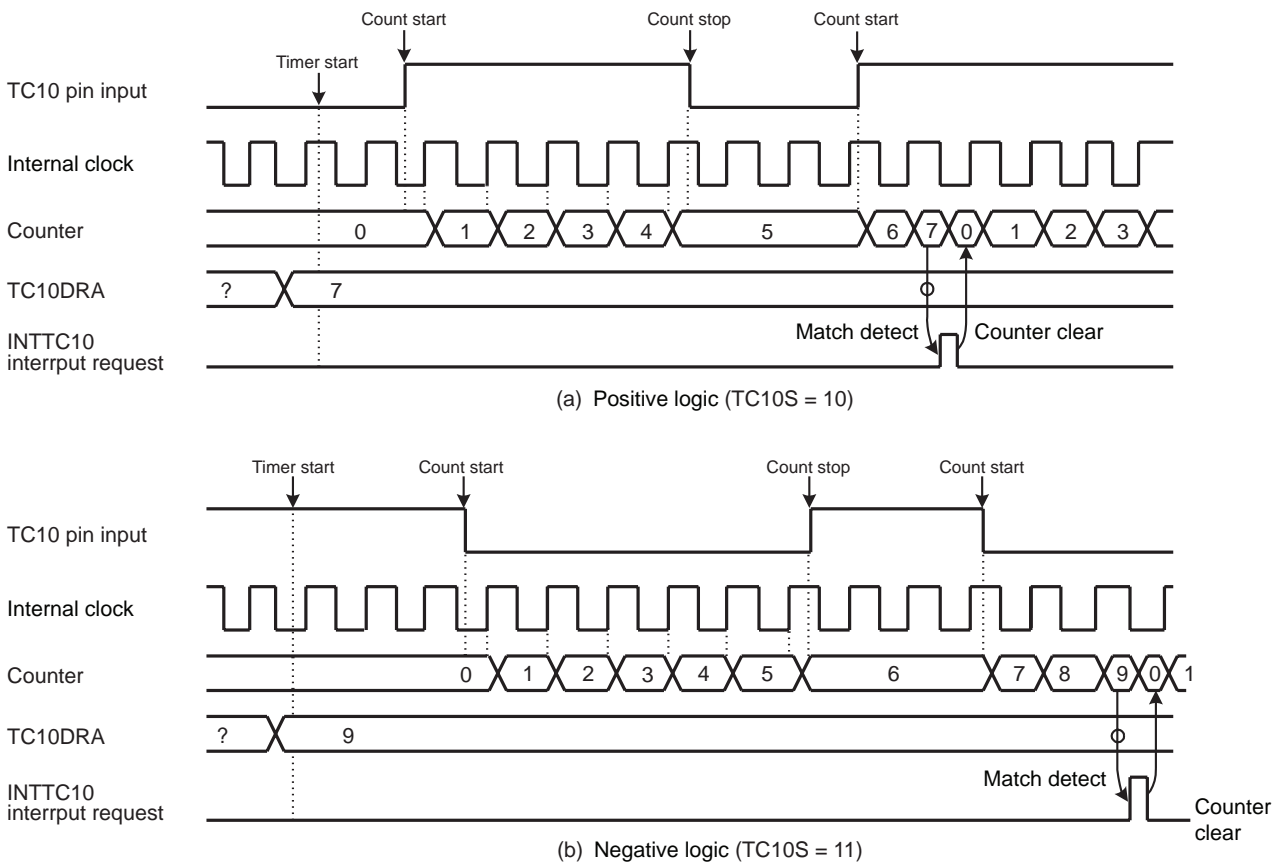 Count start Count stop Count start
Timer start
TC10 pin input
Internal clock
Counter 0 1 2 3 4 5 6 7 0 1 2 3
TC10DRA ? 7
Match detect Counter clear
INTTC10
interrput request
(a) Positive logic (TC10S = 10)
Timer start Count start Count stop Count start
TC10 pin input
Internal clock
Counter 0 1 2 3 4 5 6 7 8 9 0 1
TC10DRA ? 9
Match detect
INTTC10
interrput request
Counter
clear
(b) Negative logic (TC10S = 11)